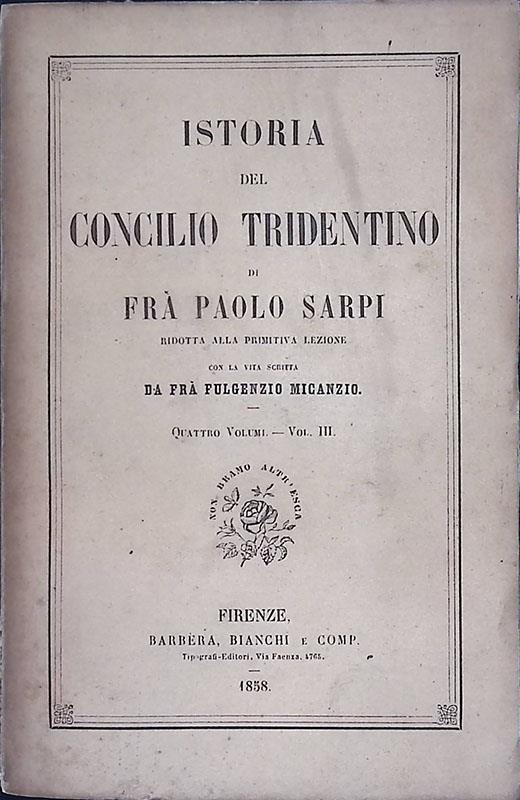 ISTORIA
DEL
CONCILIO TRIDENTINO
DI
FRÀ PAOLO SARPI
RIDOTTA ALLA PRIMITIVA LEZIONE
CON LA VITA SCRITTA
DA FRÀ FULGENZIO MICANZIO.
QUATTRO VOLUMI. — VOL. III.
NON BRAMO ALTR' ESCA
FIRENZE,
BARBÈRA, BIANCHI E COMP.
Tipografi-Editori, Via Faenza, 4765.
1858.